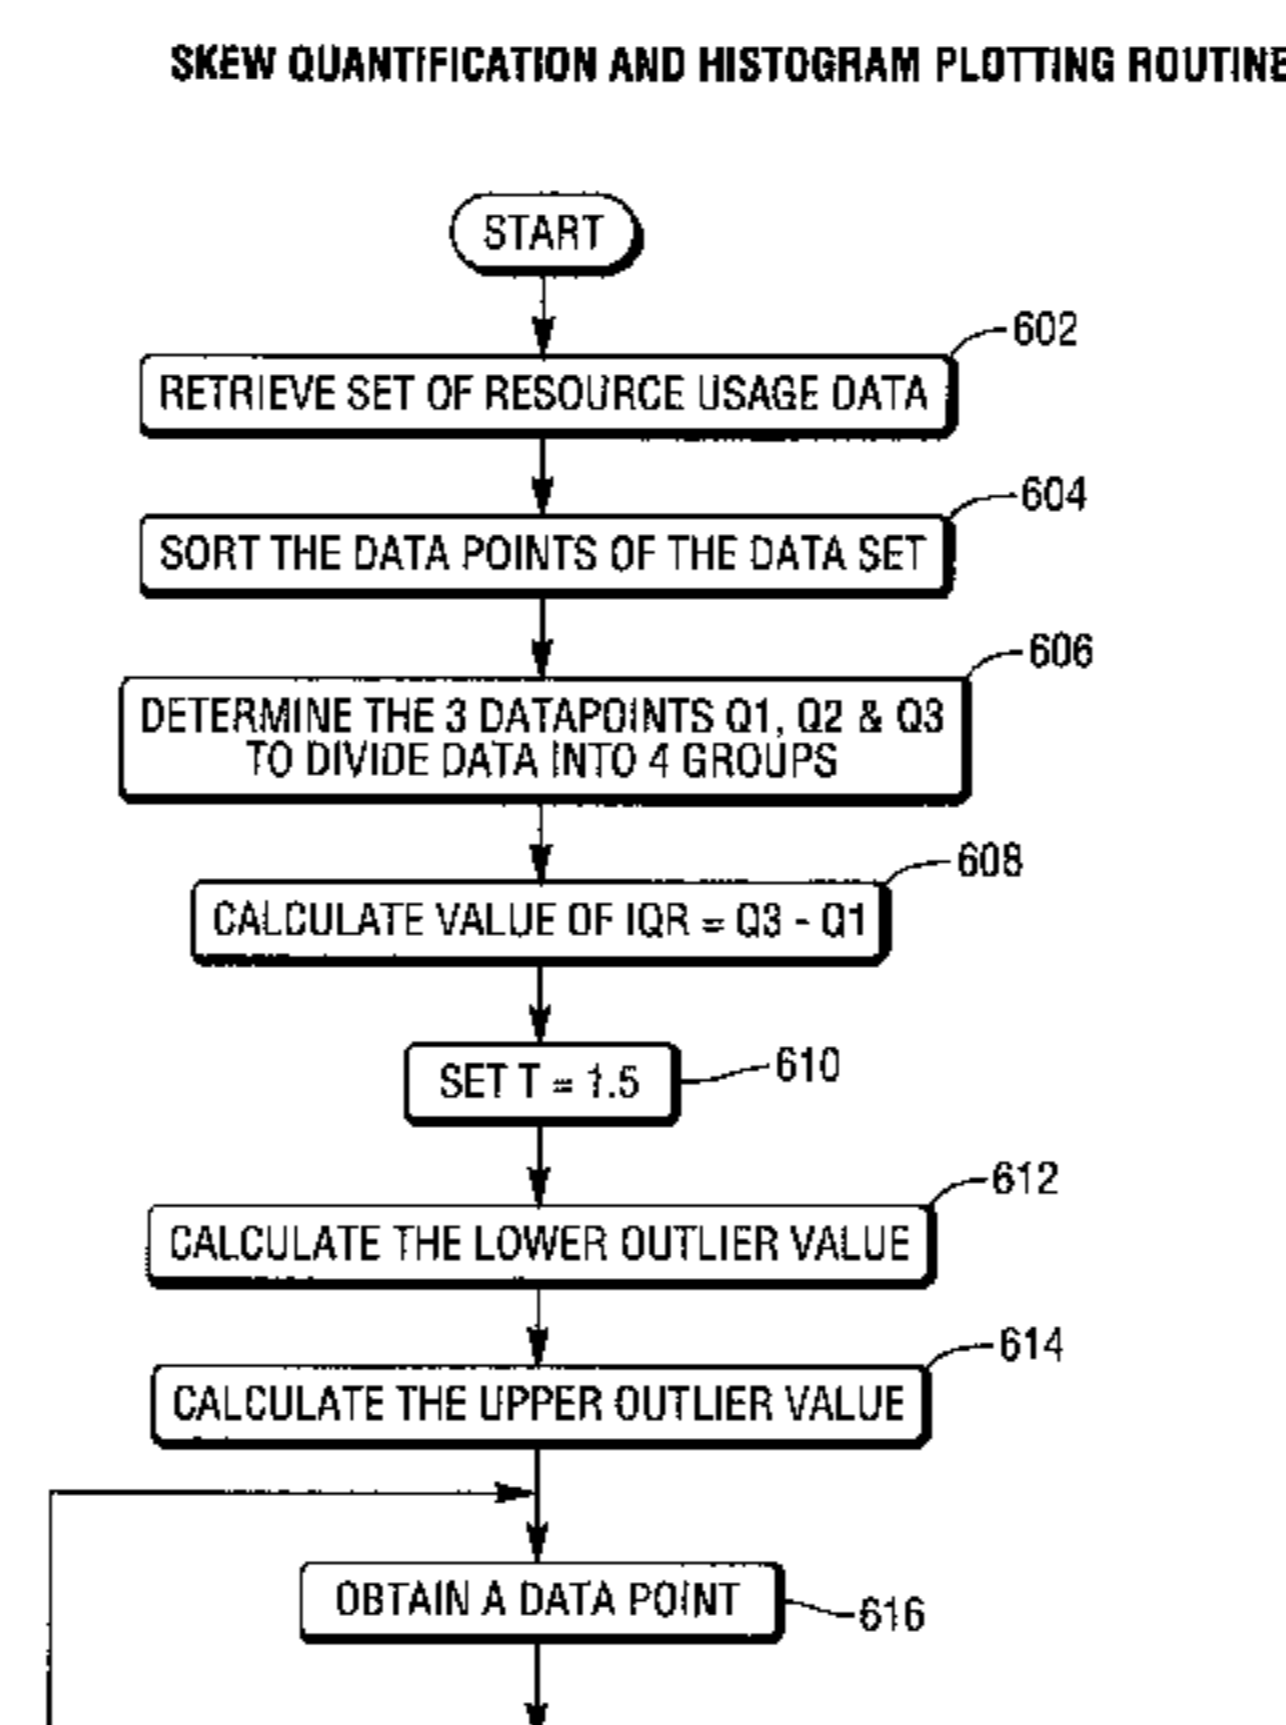 SKEW QUANTIFICATION AND HISTOGRAM PLOTTING ROUTINE
START
602
RETRIEVE SET OF RESOURCE USAGE DATA
604
SORT THE DATA POINTS OF THE DATA SET
606
DETERMINE THE 3 DATAPOINTS Q1, Q2 & Q3
TO DIVIDE DATA INTO 4 GROUPS
608
CALCULATE VALUE OF IQR = Q3 - Q1
SET T = 1.5
610
612
CALCULATE THE LOWER OUTLIER VALUE
614
CALCULATE THE UPPER OUTLIER VALUE
OBTAIN A DATA POINT
616